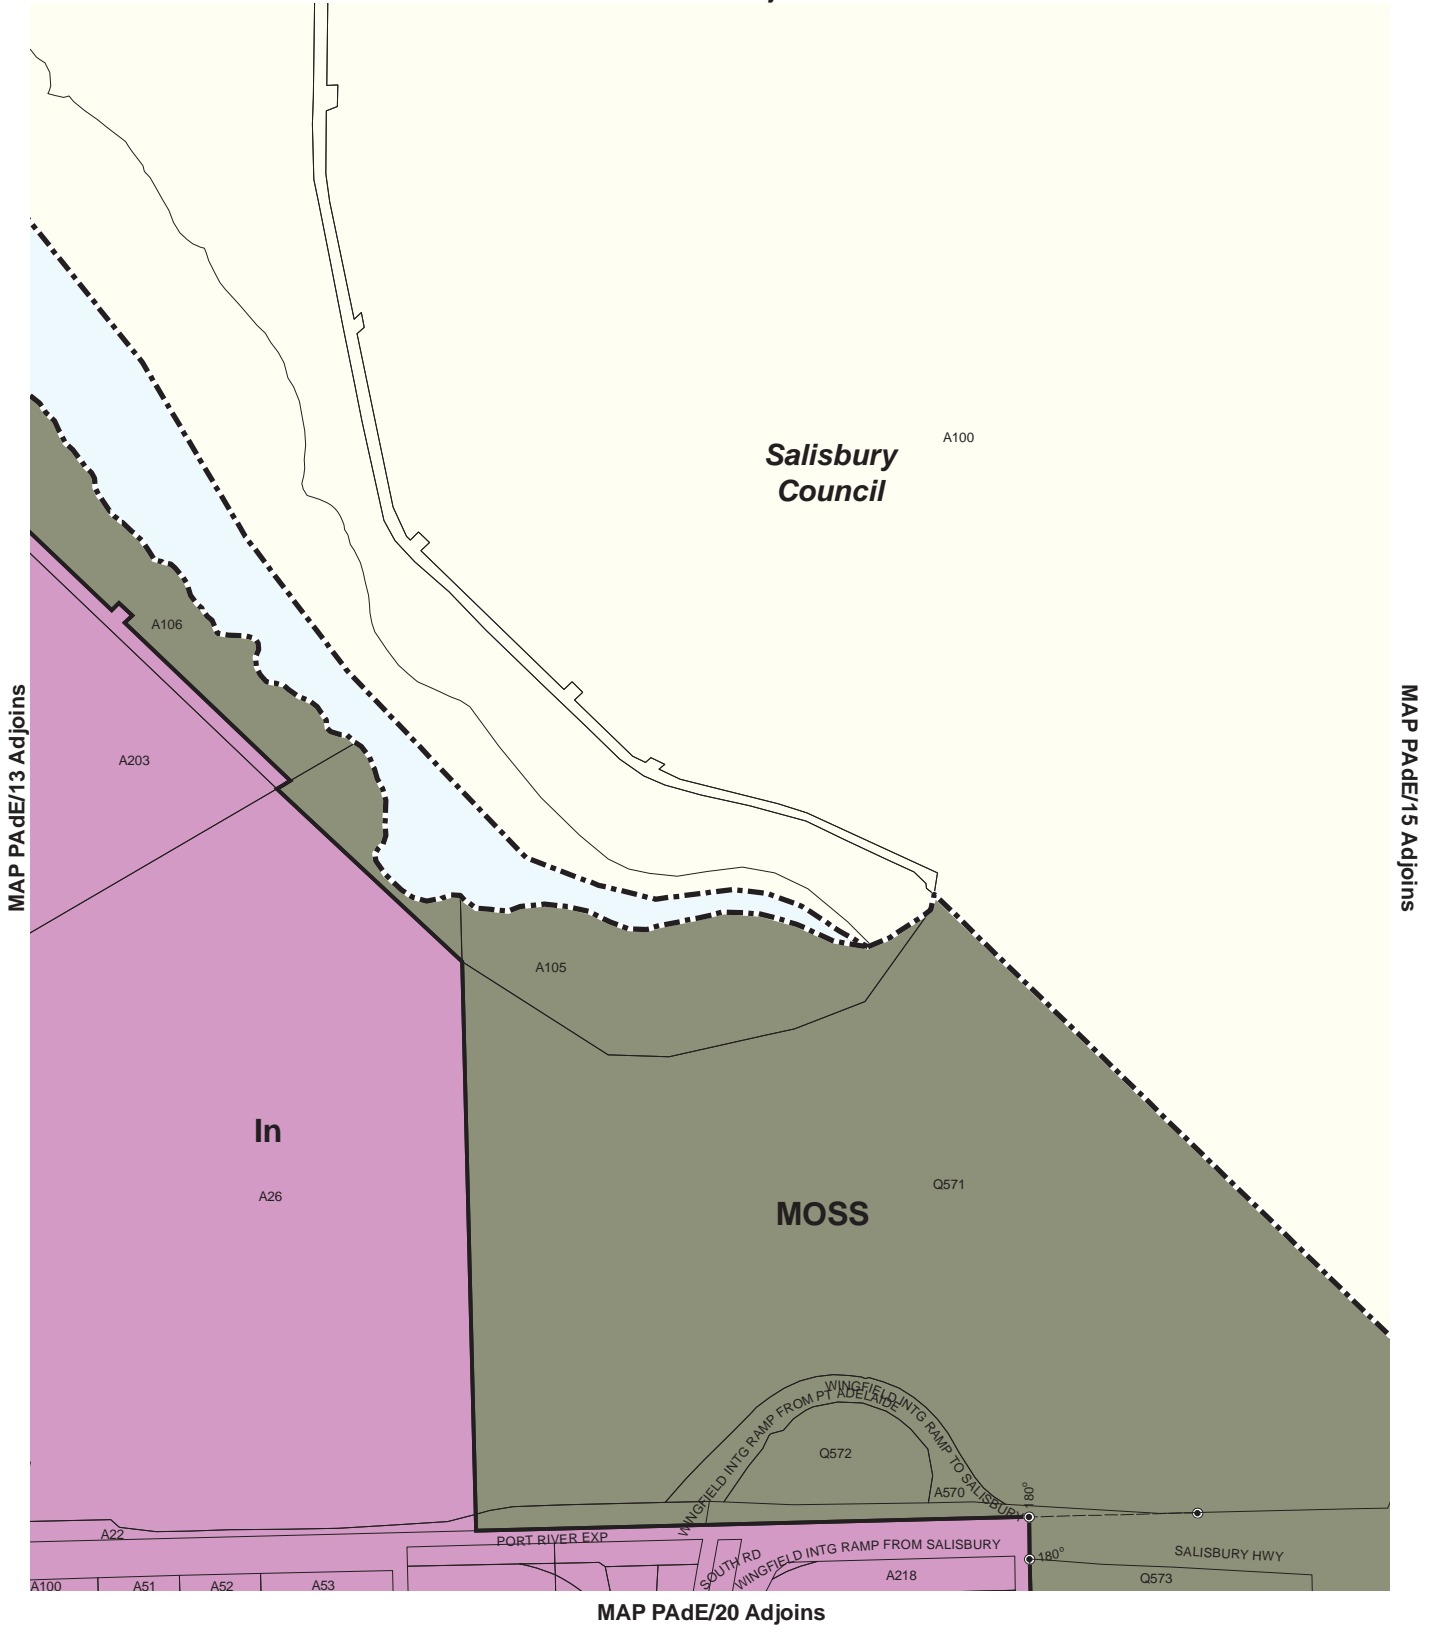 A100
Salisbury
Council
A106
MAP PAdE/13 Adjoins
MAP PAdE/15 Adjoins
A203
A105
In
A26
Q571
MOSS
WINGFIELD INTG RAMP FROM PT ADELAIDE
WINGFIELD INTG RAMP TO SALISBURY
Q572
A570
180°
A22
PORT RIVER EXP
SOUTH RD
WINGFIELD INTG RAMP FROM SALISBURY
180°
SALISBURY HWY
A100
A51
A52
A53
A218
Q573
MAP PAdE/20 Adjoins